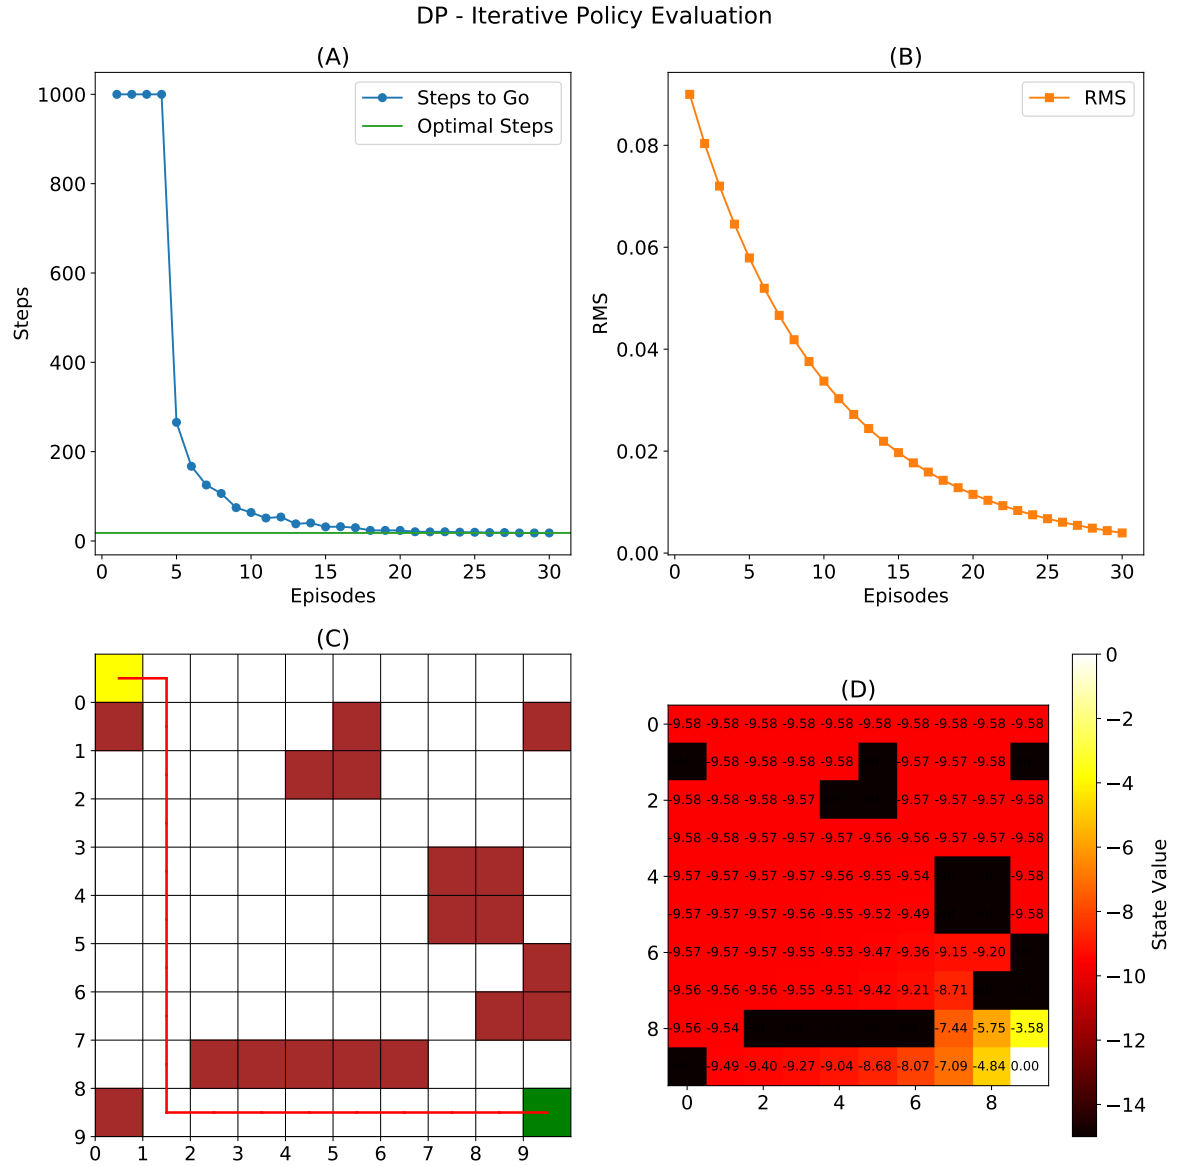 DP - Iterative Policy Evaluation
(A)
Steps to Go
Optimal Steps
1000
800
600
400
200
0
Steps
0 5 10 15 20 25 30
Episodes
(B)
RMS
0.08
0.06
0.04
0.02
0.00
RMS
0 5 10 15 20 25 30
Episodes
(C)
0
1
2
3
4
5
6
7
8
9
0 1 2 3 4 5 6 7 8 9
(D)
0
2
4
6
8
-9.58 -9.58 -9.58 -9.58 -9.58 -9.58 -9.58 -9.58 -9.58 -9.58
-9.58 -9.58 -9.58 -9.58 -9.57 -9.57 -9.58
-9.58 -9.58 -9.58 -9.57 -9.57 -9.57 -9.57 -9.58
-9.58 -9.58 -9.57 -9.57 -9.57 -9.56 -9.56 -9.57 -9.57 -9.58
-9.57 -9.57 -9.57 -9.57 -9.56 -9.55 -9.54 -9.58
-9.57 -9.57 -9.57 -9.56 -9.55 -9.52 -9.49 -9.58
-9.57 -9.57 -9.56 -9.55 -9.53 -9.47 -9.36 -9.15 -9.20
-9.56 -9.56 -9.56 -9.55 -9.51 -9.42 -9.21 -8.71
-9.56 -9.54 -7.44 -5.75 -3.58
-9.49 -9.40 -9.27 -9.04 -8.68 -8.07 -7.09 -4.84 0.00
0 2 4 6 8
0
−2
−4
−6
−8
−10
−12
−14
State Value